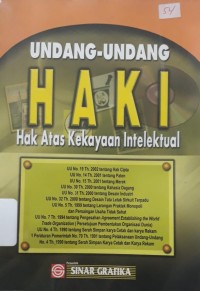 54
UNDANG-UNDANG
HAKI
Hak Atas Kekayaan Intelektual
UU No. 19 Th. 2002 tentang Hak Cipta
UU No. 14 Th. 2001 tentang Paten
UU No. 15 Th. 2001 tentang Merek
UU No. 30 Th. 2000 tentang Rahasia Dagang
UU No. 31 Th. 2000 tentang Desain Industri
UU No. 32 Th. 2000 tentang Desain Tata Letak Sirkuit Terpadu
UU No. 5 Th. 1999 tentang Larangan Praktek Monopoli
dan Persaingan Usaha Tidak Sehat
UU No. 7 Th. 1994 tentang Pengesahan Agreement Establishing the World
Trade Organization ( Persetujuan Pembentukan Organisasi Dunia)
UU No. 4 Th. 1990 tentang Serah Simpan Karya Cetak dan Karya Rekam
Peraturan Pemerintah No. 70 Th. 1991 tentang Pelaksanaan Undang-Undang
No. 4 Th. 1990 tentang Serah Simpan Karya Cetak dan Karya Rekam
Penerbit
SINAR GRAFIKA